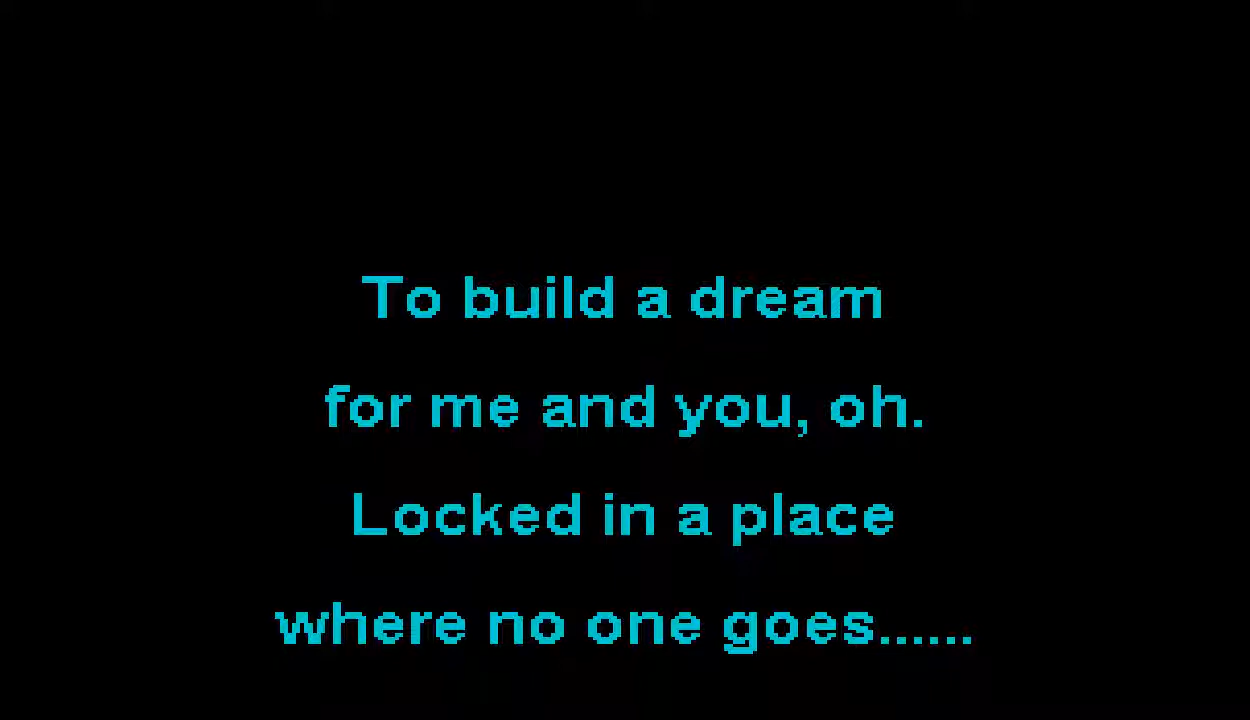 To build a dream
for me and you, oh.
Locked in a place
where no one goes......